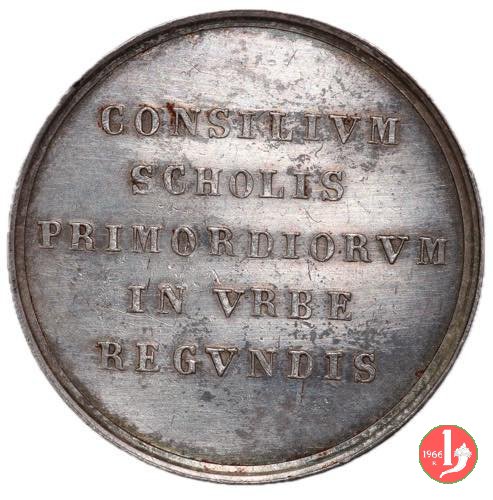 CONSILIVM
SCHOLIS
PRIMORDIORVM
IN VRBE
REGVNDIS
1966
R